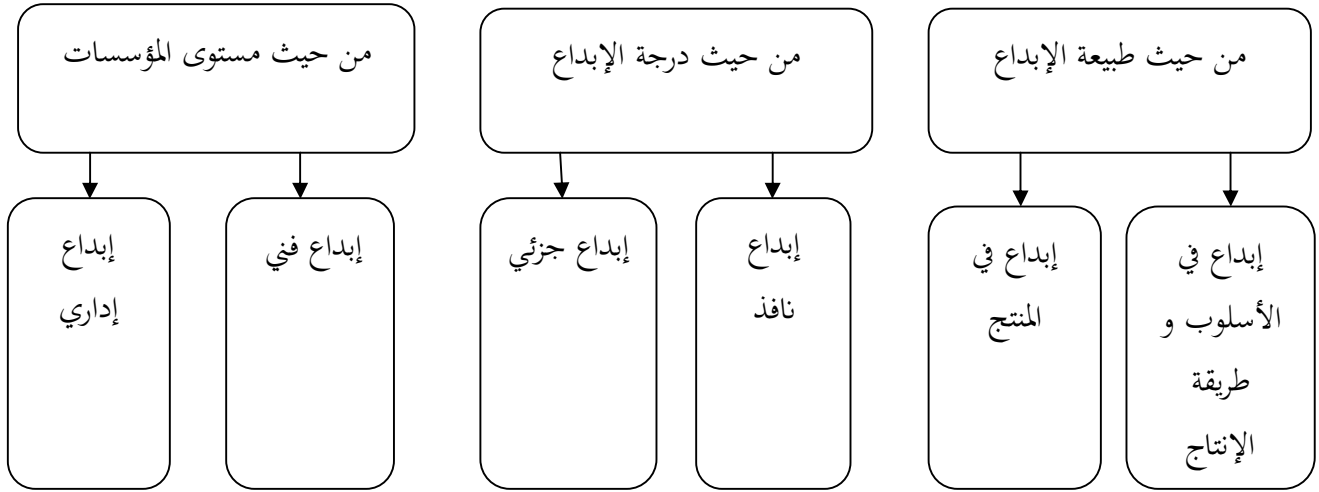 من حيث طبيعة الإبداع
من حيث درجة الإبداع
من حيث مستوى المؤسسات
إبداع في
الأسلوب و
طريقة
الإنتاج
إبداع في
المنتج
إبداع
نافذ
إبداع جزئي
إبداع فني
إبداع
إداري